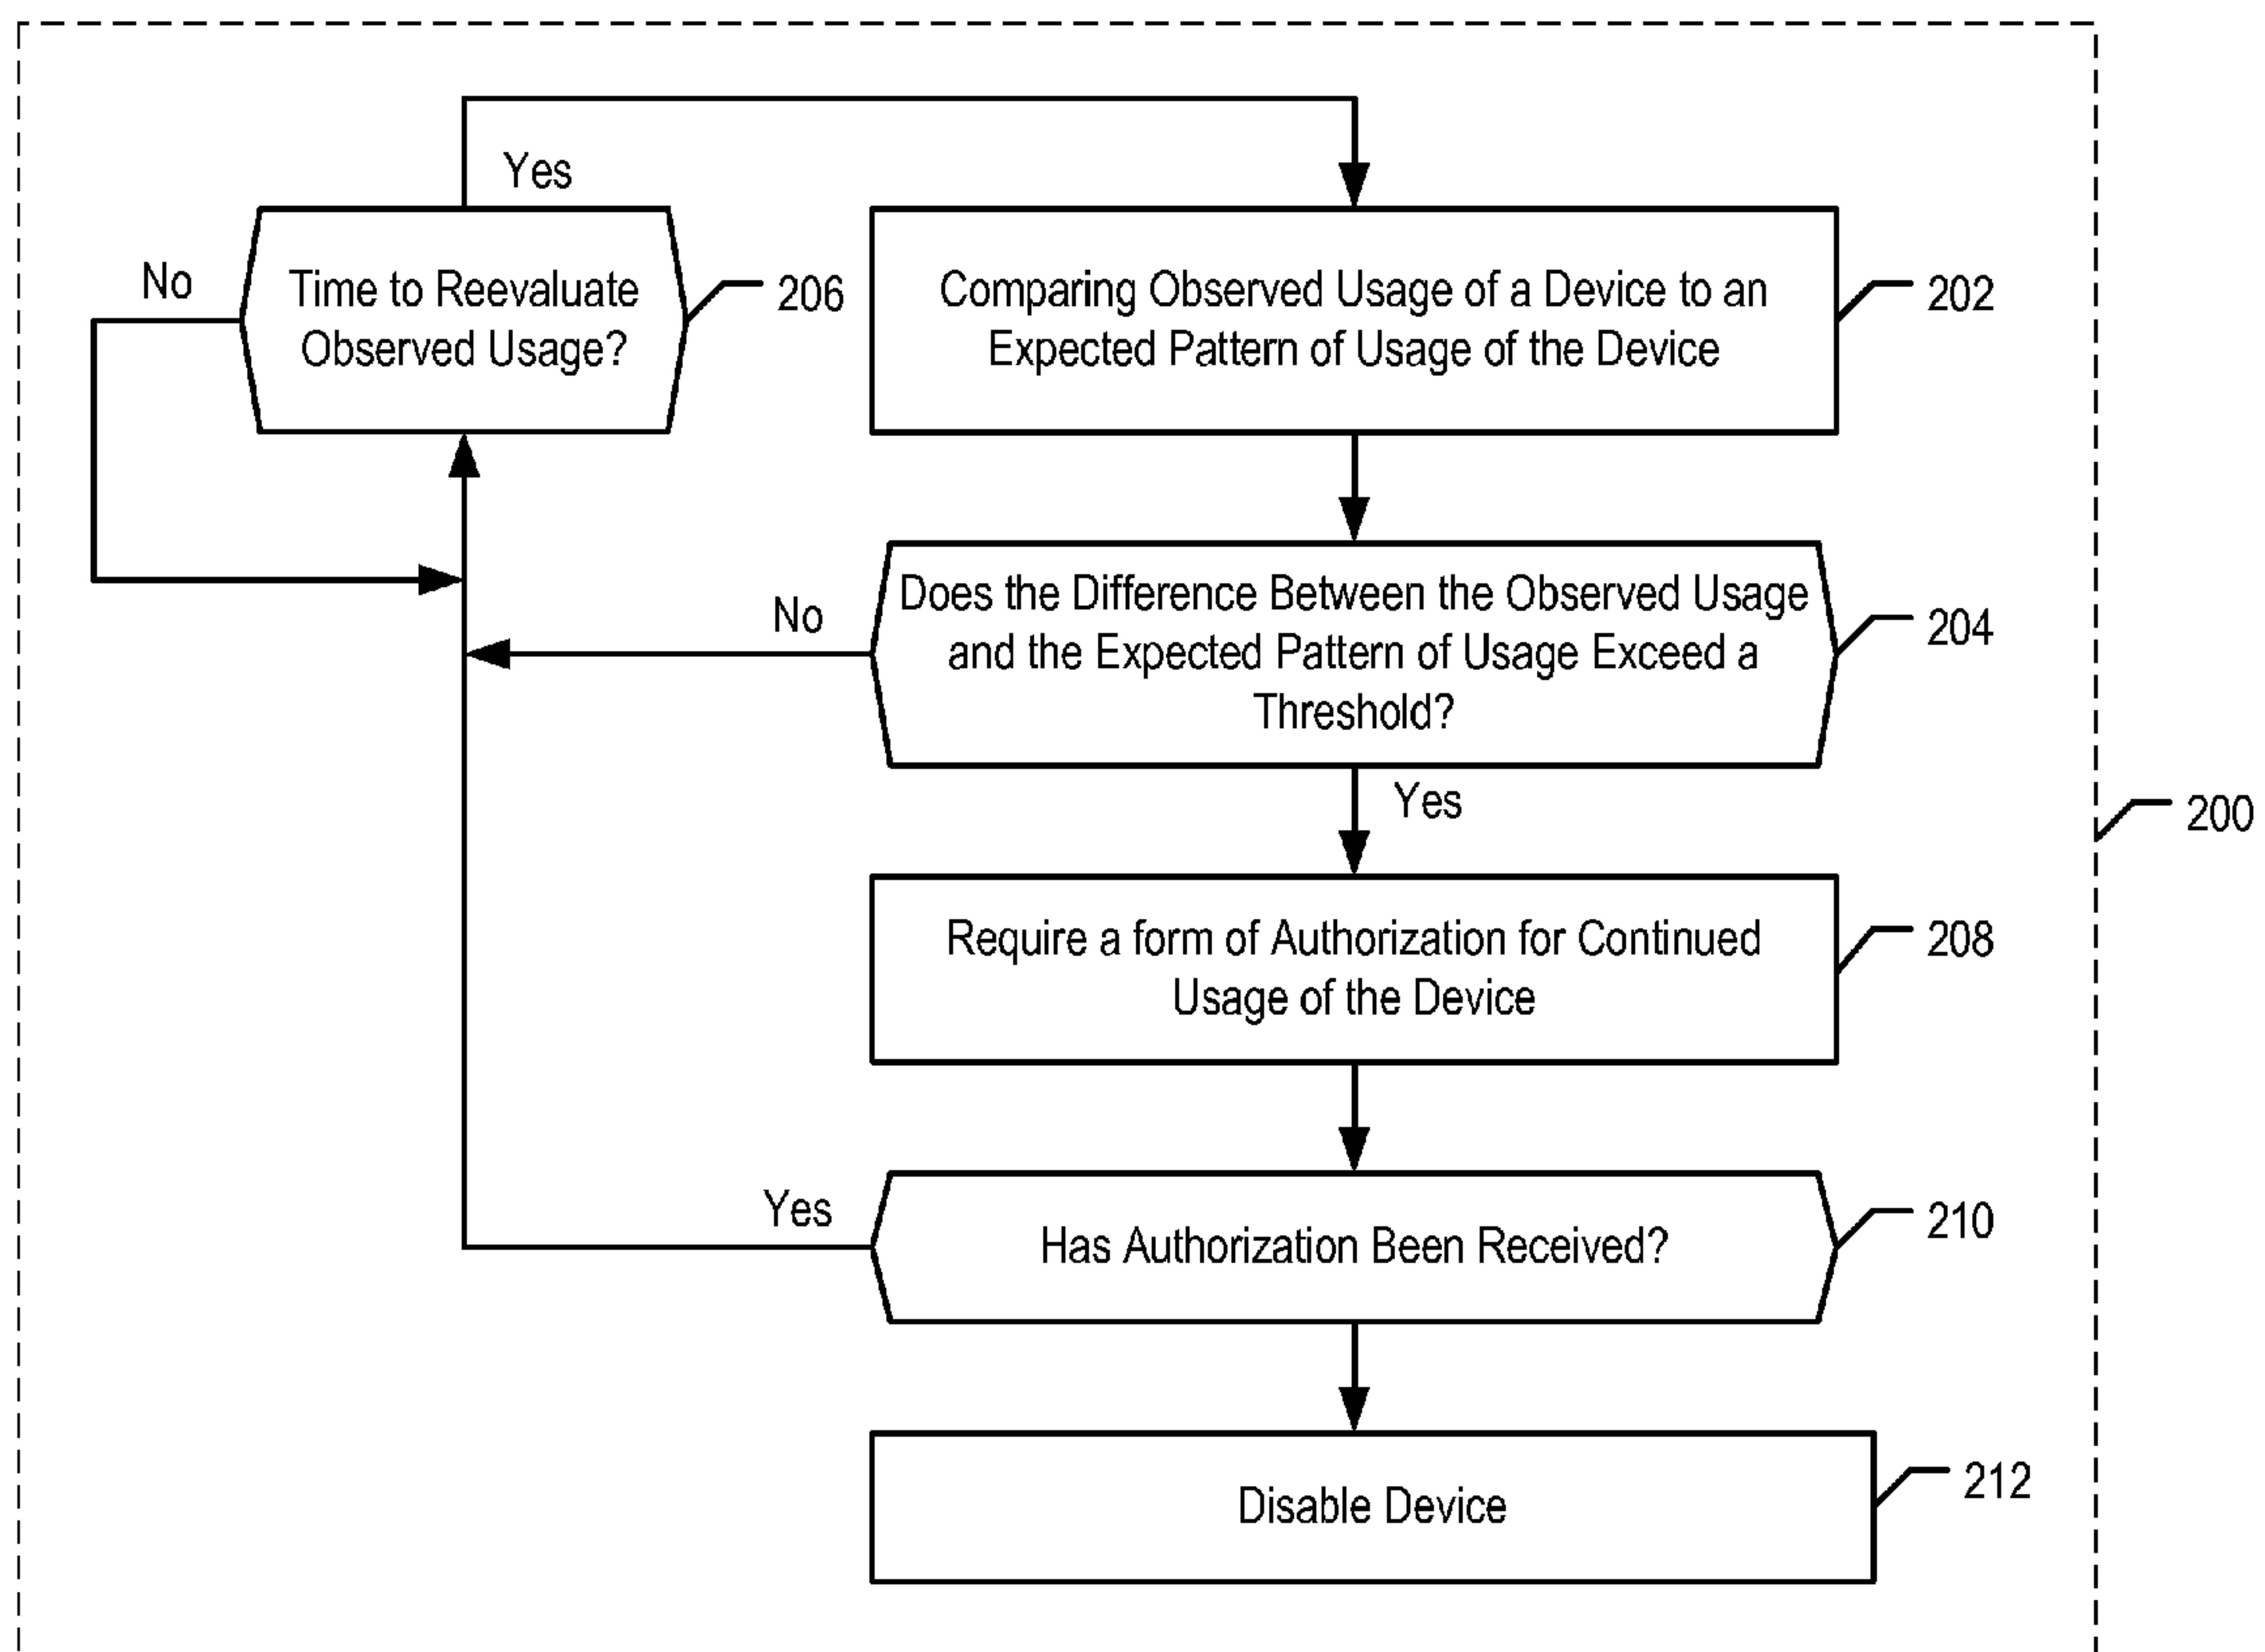 Yes
No
Time to Reevaluate
Observed Usage?
206
Comparing Observed Usage of a Device to an
Expected Pattern of Usage of the Device
202
No
Does the Difference Between the Observed Usage
and the Expected Pattern of Usage Exceed a
Threshold?
204
Yes
200
Require a form of Authorization for Continued
Usage of the Device
208
Yes
Has Authorization Been Received?
210
Disable Device
212